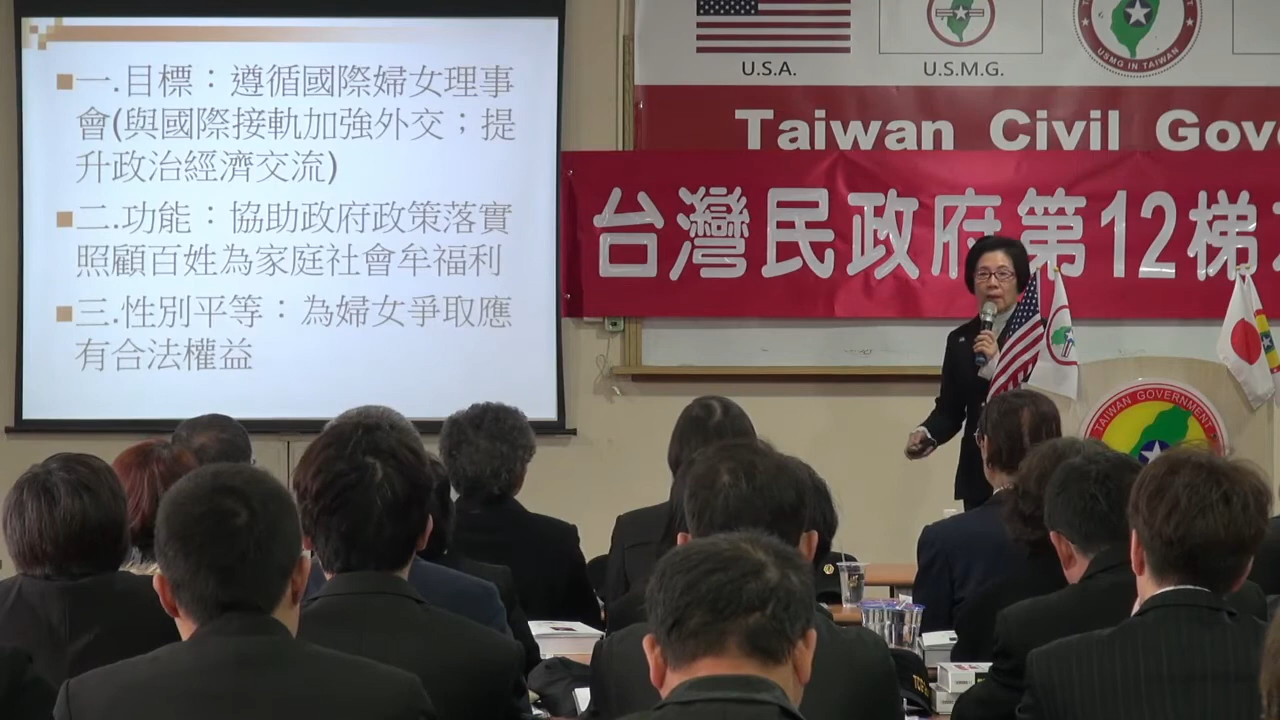 一.目標：遵循國際婦女理事
會(與國際接軌加強外交；提
升政治經濟交流)
二.功能：協助政府政策落實
照顧百姓為家庭社會牟福利
三.性別平等：為婦女爭取應
有合法權益
U.S.A.
U.S.M.G.
USMG IN TAIWAN
Taiwan Civil Gov
台灣民政府第12梯
TAIWAN GOVERNMENT